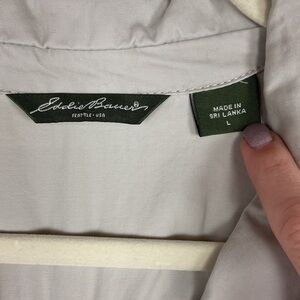 Eddie Bauer®
SEATTLE • USA
MADE IN
SRI LANKA
L